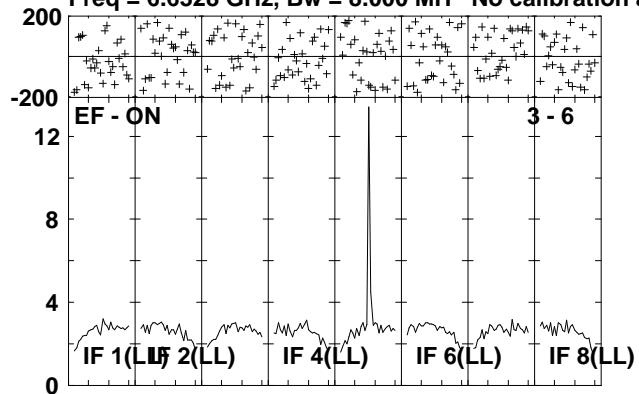 Freq = 6.6328 GHz, Bw = 8.000 MH No calibration
200
-200
EF - ON 3 - 6
12
8
4
IF 1(LL) IF 2(LL) IF 4(LL) IF 6(LL) IF 8(LL)
0